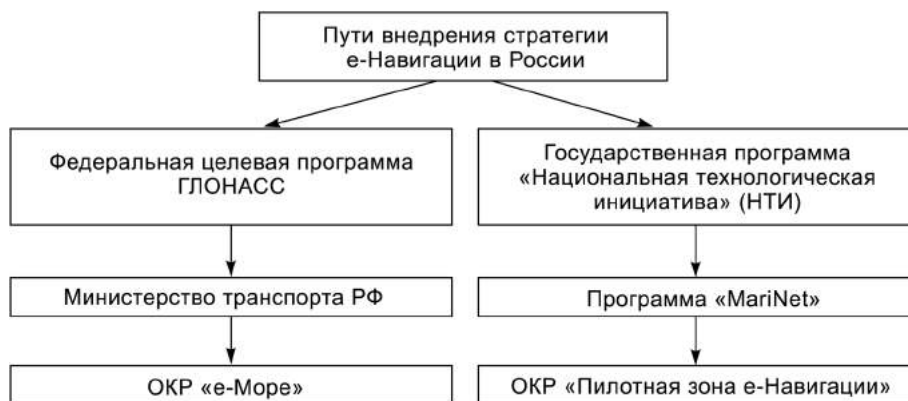 Пути внедрения стратегии
е-Навигации в России
Федеральная целевая программа
ГЛОНАСС
Государственная программа
«Национальная технологическая
инициатива» (НТИ)
Министерство транспорта РФ
Программа «MariNet»
ОКР «е-Море»
ОКР «Пилотная зона е-Навигации»